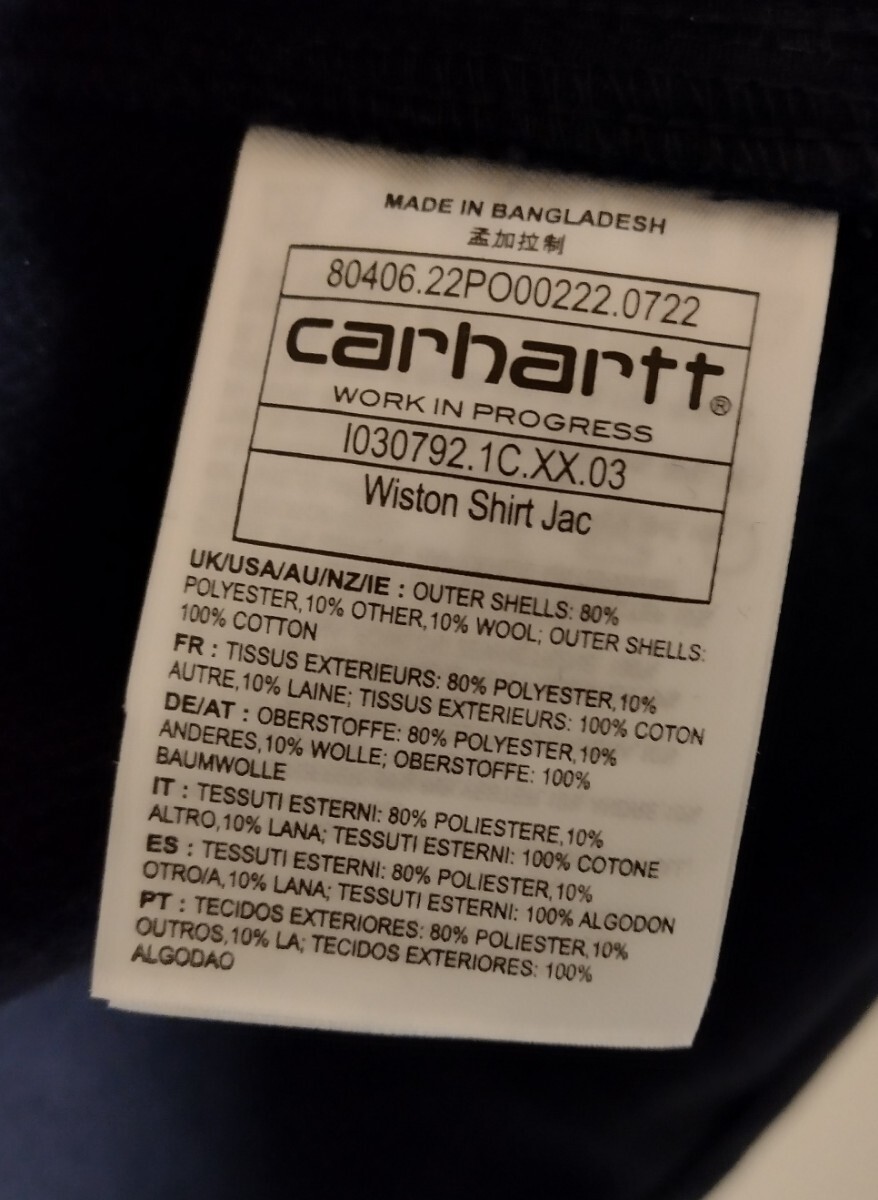 MADE IN BANGLADESH
孟加拉制
80406.22PO00222.0722
carhartt®
WORK IN PROGRESS
I030792.1C.XX.03
Wiston Shirt Jac
UK/USA/AU/NZ/IE : OUTER SHELLS: 80%
POLYESTER,10% OTHER,10% WOOL; OUTER SHELLS:
100% COTTON
FR : TISSUS EXTERIEURS: 80% POLYESTER,10%
AUTRE,10% LAINE; TISSUS EXTERIEURS: 100% COTON
DE/AT : OBERSTOFFE: 80% POLYESTER,10%
ANDERES,10% WOLLE; OBERSTOFFE: 100%
BAUMWOLLE
IT : TESSUTI ESTERNI: 80% POLIESTERE,10%
ALTRO,10% LANA; TESSUTI ESTERNI: 100% COTONE
ES : TESSUTI ESTERNI: 80% POLIESTER,10%
OTRO/A,10% LANA; TESSUTI ESTERNI: 100% ALGODON
PT : TECIDOS EXTERIORES: 80% POLIESTER,10%
OUTROS,10% LA; TECIDOS EXTERIORES: 100%
ALGODAO